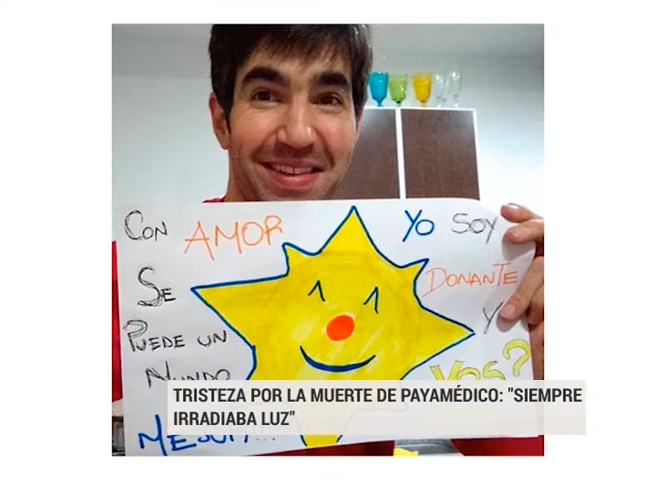 CON AMOR
SE
PUEDE UN
MUNDO
YO SOY
DONANTE
Y
VOS?
TRISTEZA POR LA MUERTE DE PAYAMÉDICO: "SIEMPRE
IRRADIABA LUZ"